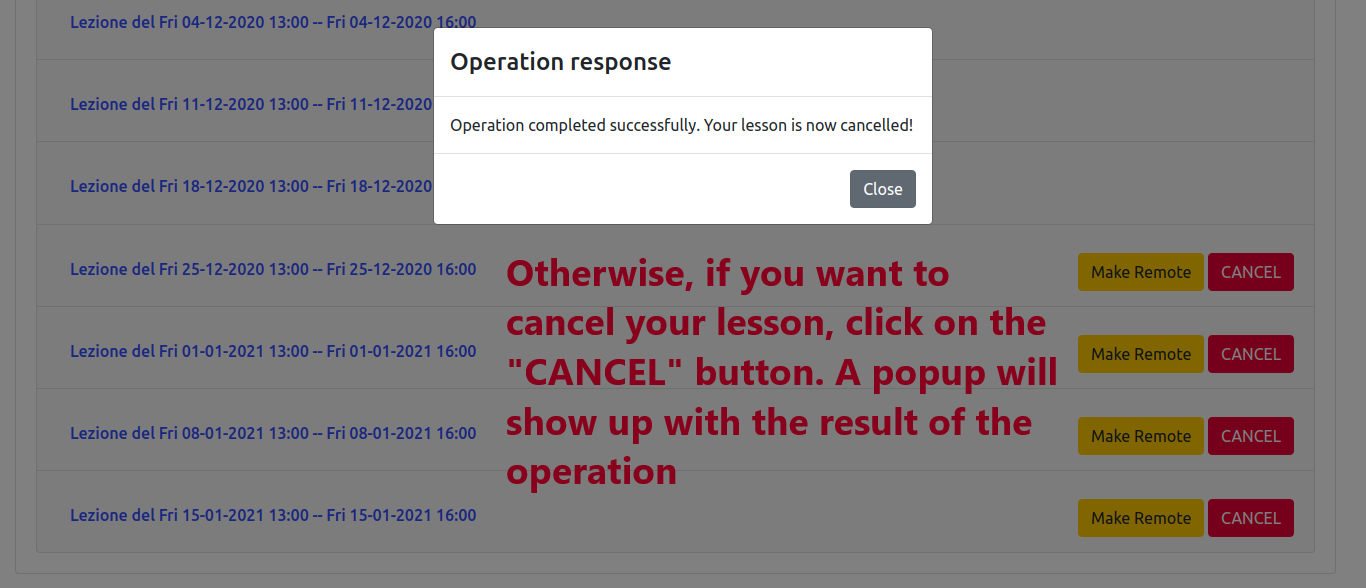 Lezione del Fri 04-12-2020 13:00 -- Fri 04-12-2020 16:00
Operation response
Lezione del Fri 11-12-2020 13:00 -- Fri 11-12-2020
Operation completed successfully. Your lesson is now cancelled!
Lezione del Fri 18-12-2020 13:00 -- Fri 18-12-2020
Close
Lezione del Fri 25-12-2020 13:00 -- Fri 25-12-2020 16:00
Make Remote CANCEL
Lezione del Fri 01-01-2021 13:00 -- Fri 01-01-2021 16:00
Make Remote CANCEL
Lezione del Fri 08-01-2021 13:00 -- Fri 08-01-2021 16:00
Make Remote CANCEL
Lezione del Fri 15-01-2021 13:00 -- Fri 15-01-2021 16:00
Make Remote CANCEL
Otherwise, if you want to
cancel your lesson, click on the
"CANCEL" button. A popup will
show up with the result of the
operation